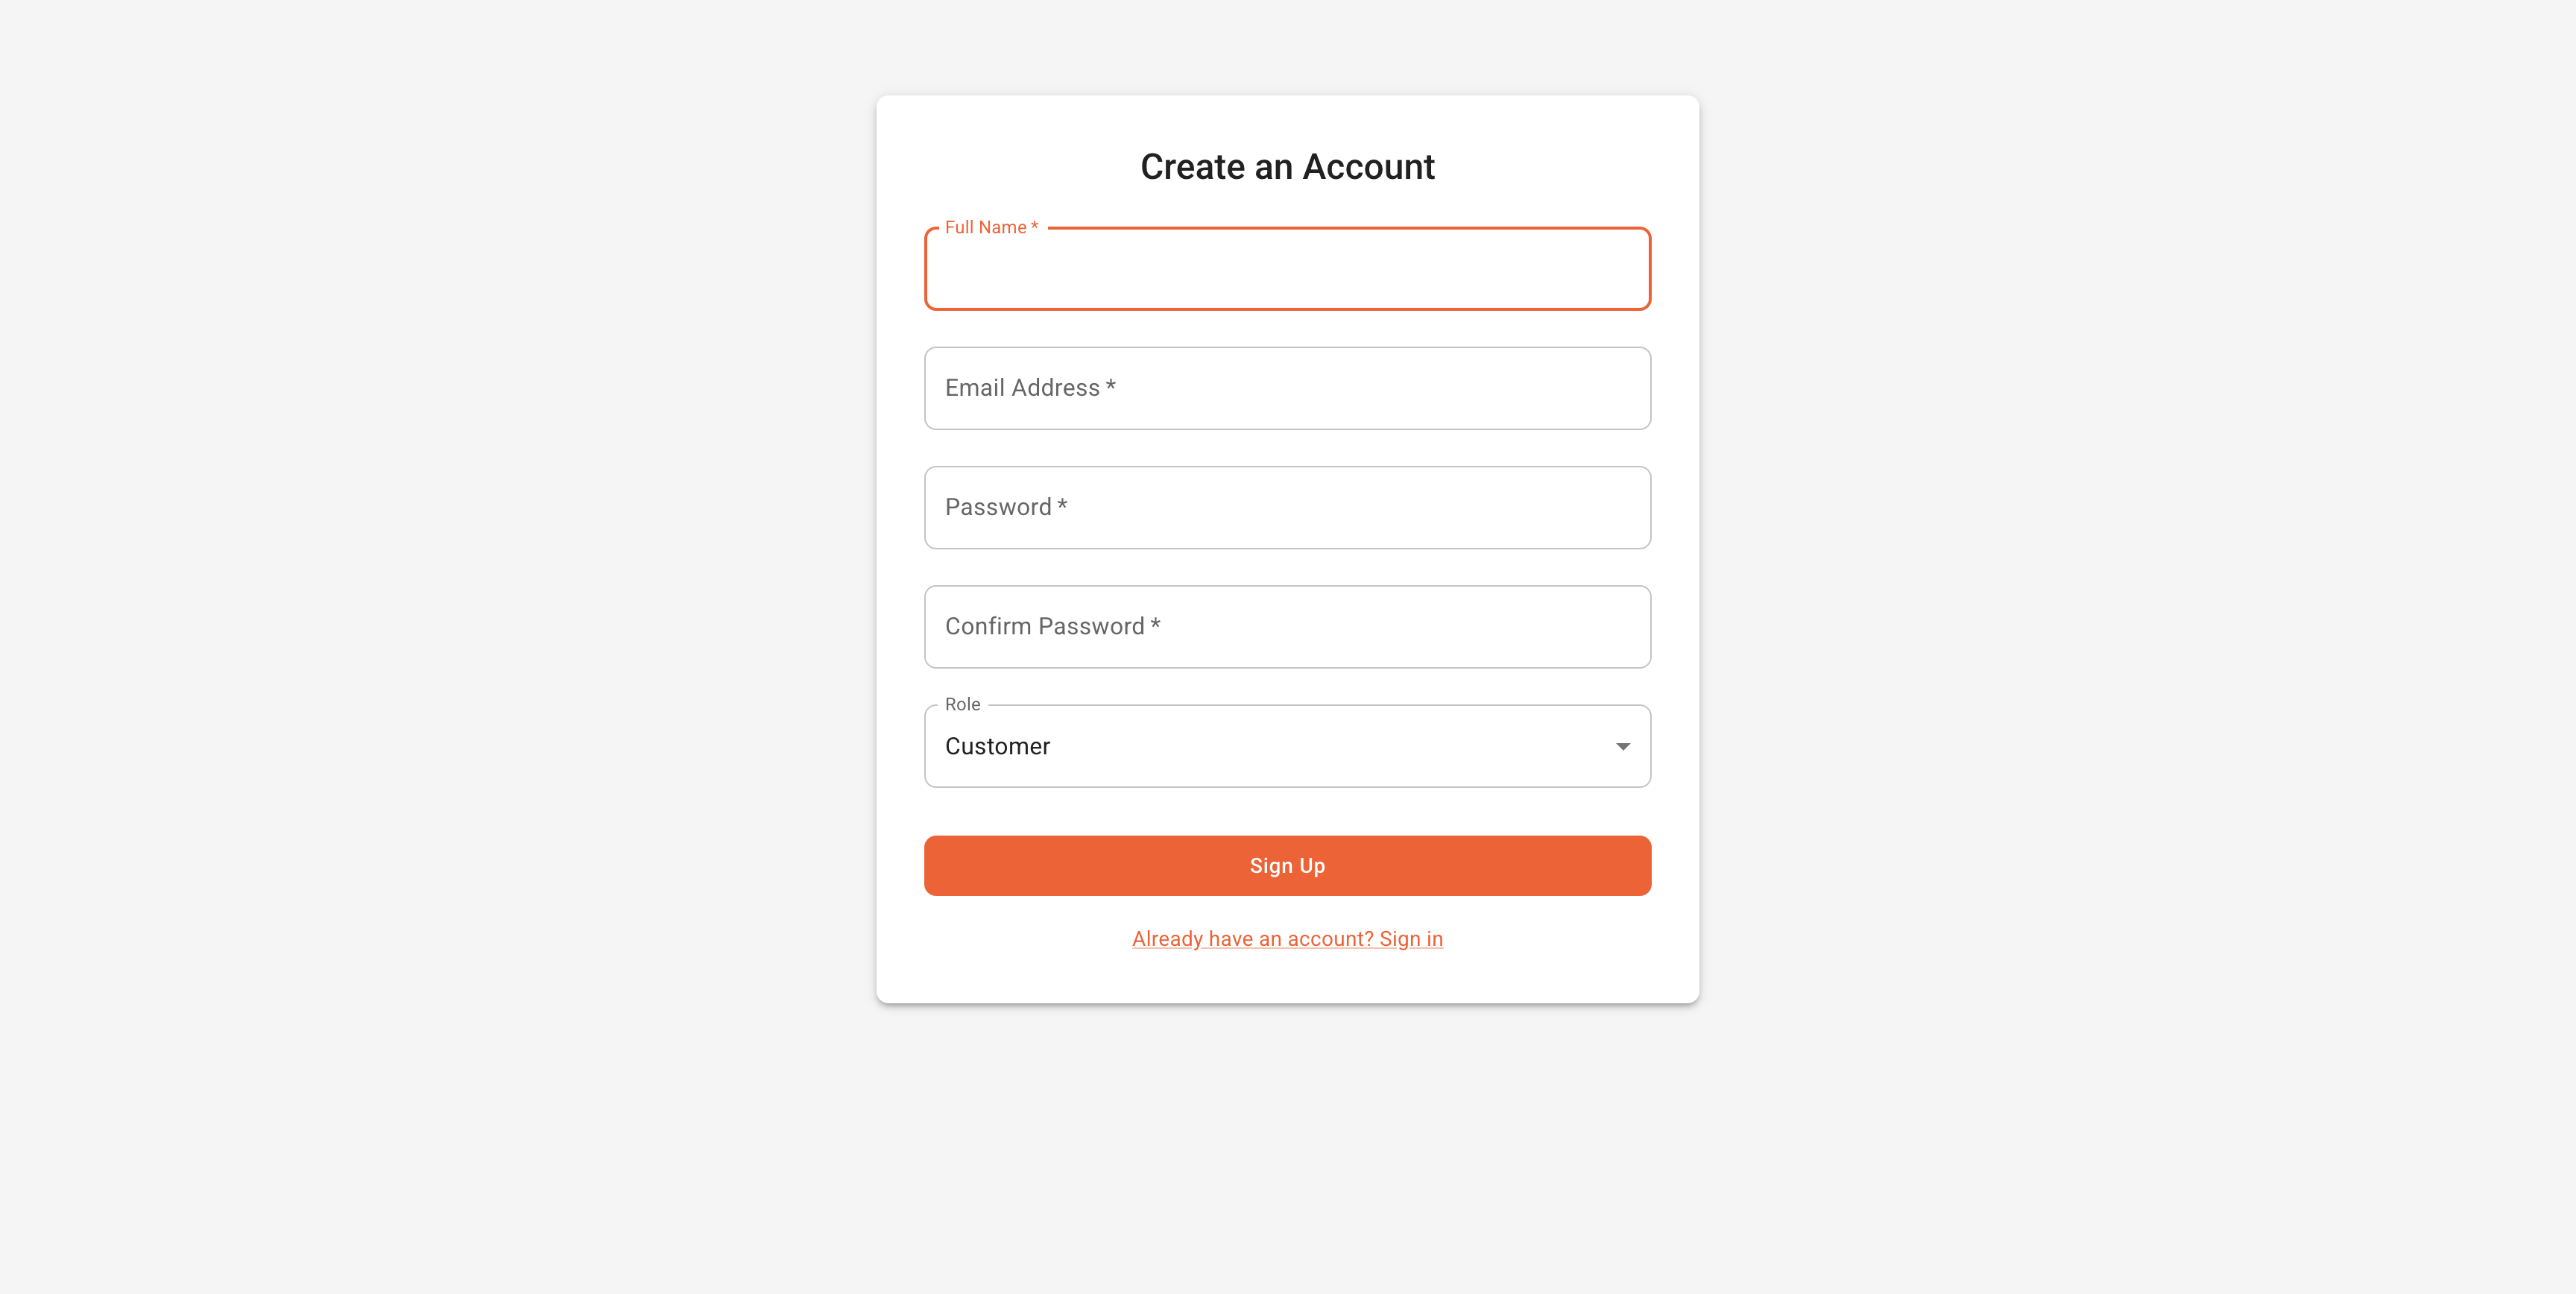 Create an Account
Full Name *
Email Address *
Password *
Confirm Password *
Role
Customer
Sign Up
Already have an account? Sign in